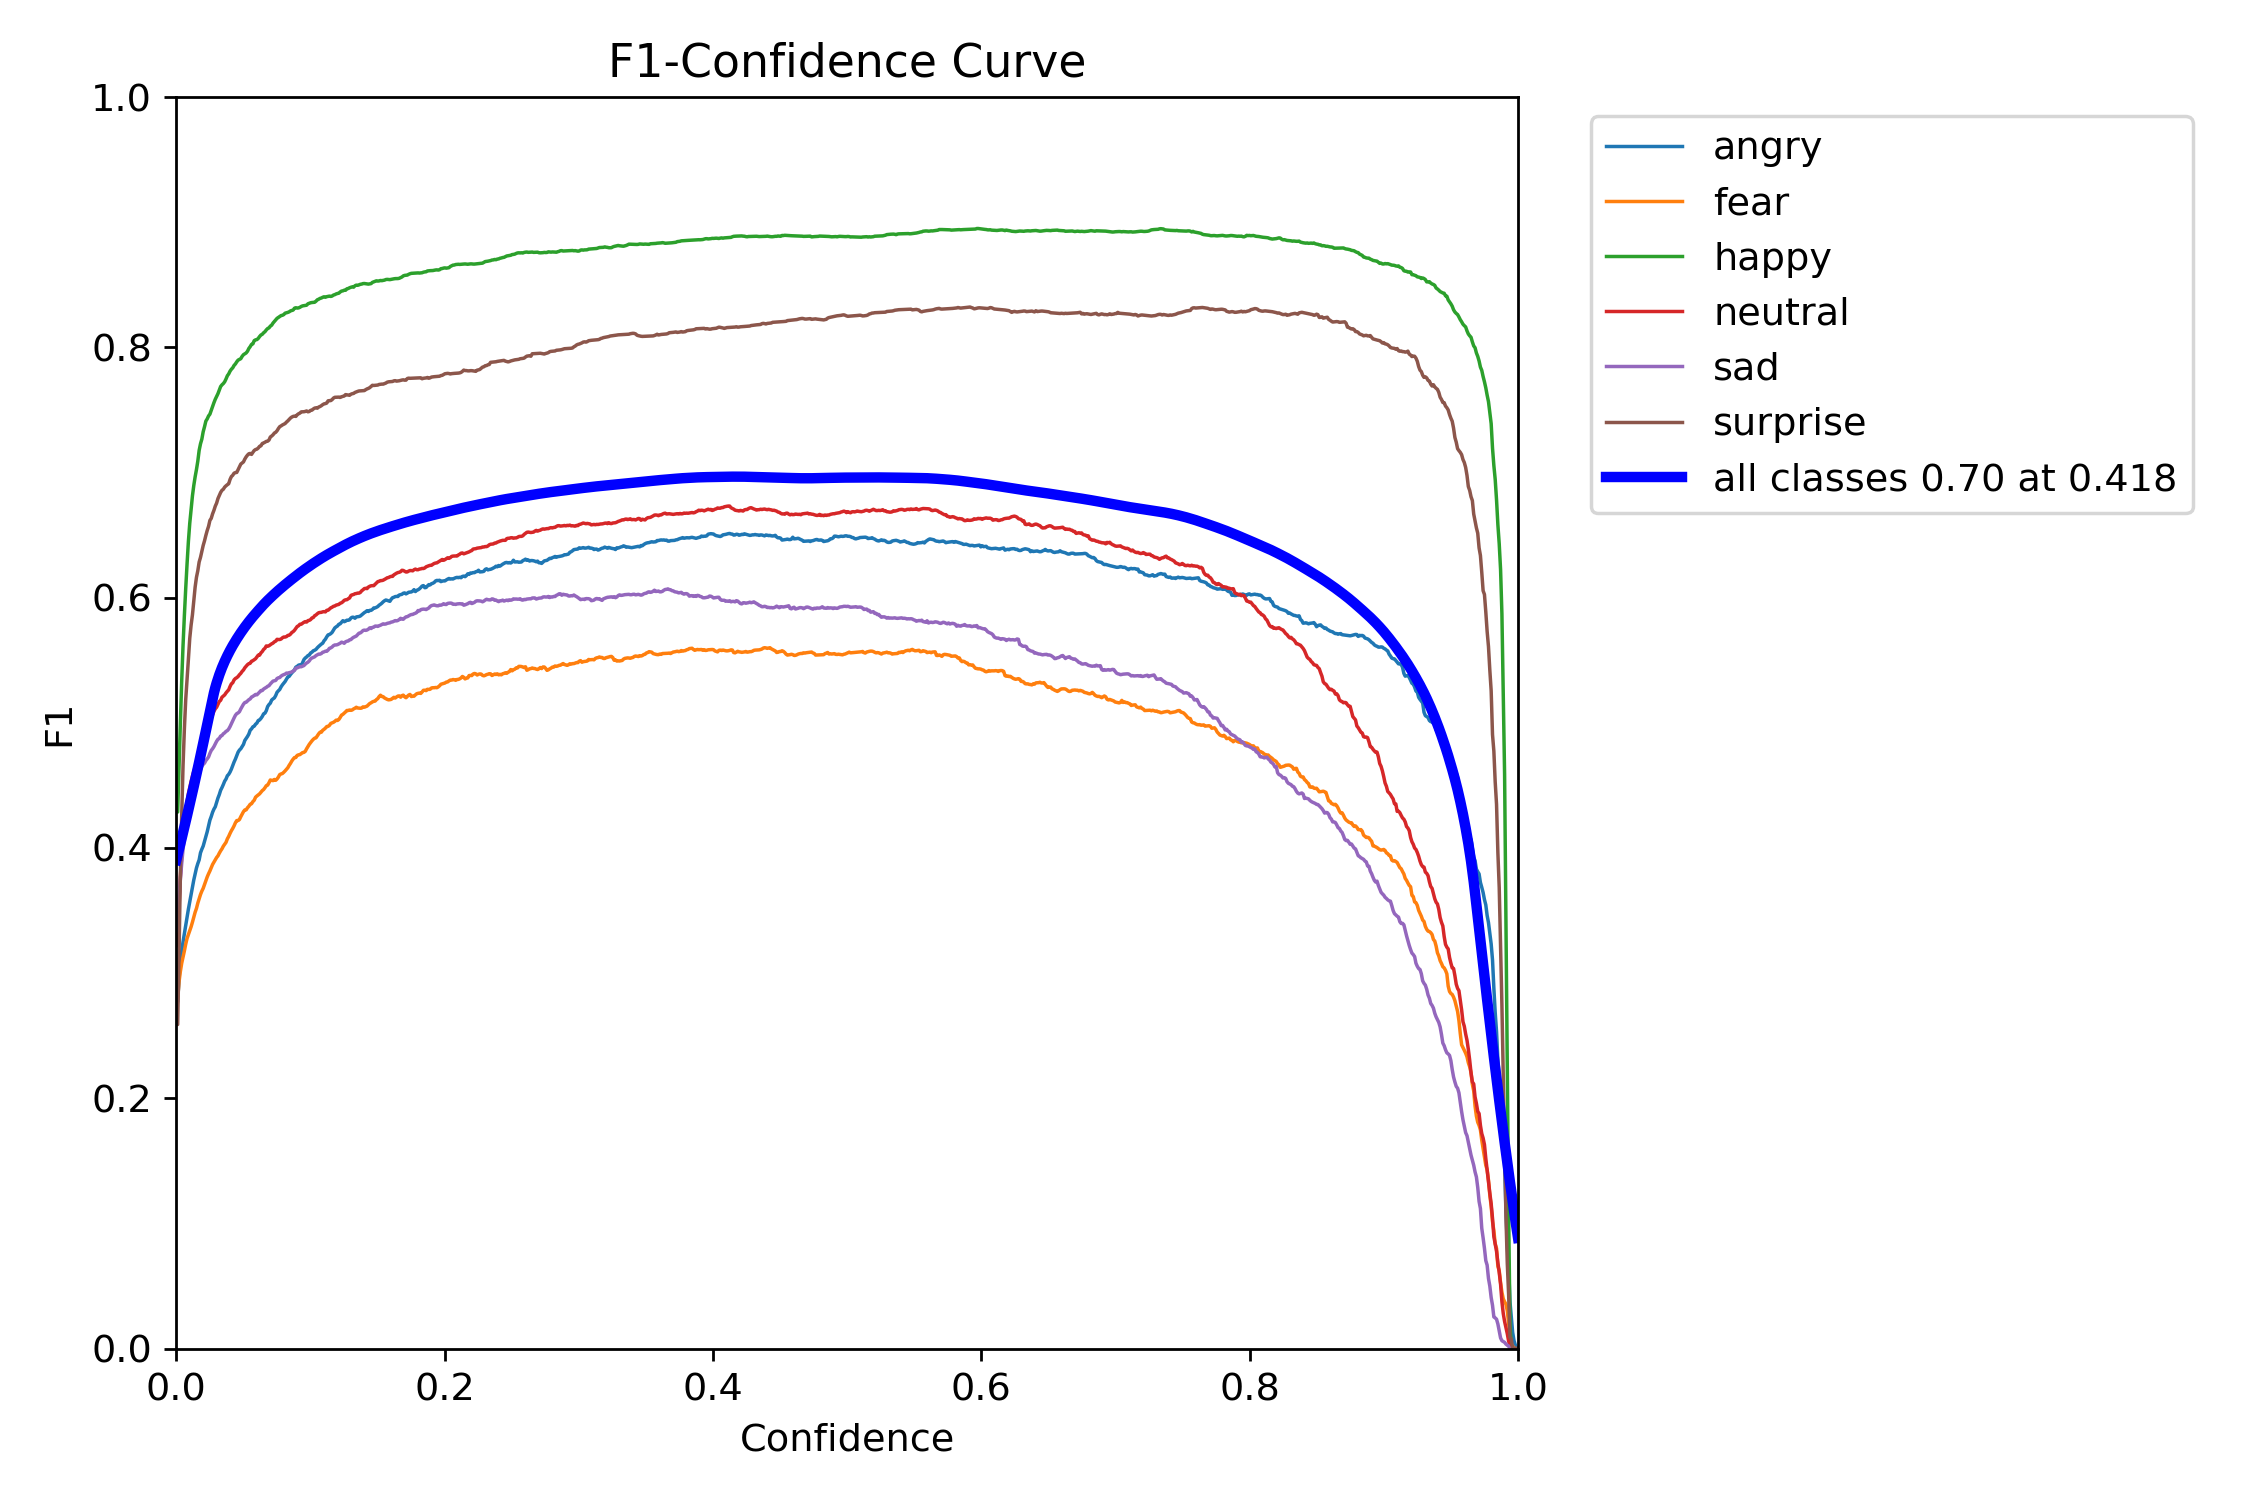 F1-Confidence Curve
1.0
0.8
0.6
0.4
0.2
0.0
F1
0.0 0.2 0.4 0.6 0.8 1.0
Confidence
angry
fear
happy
neutral
sad
surprise
all classes 0.70 at 0.418